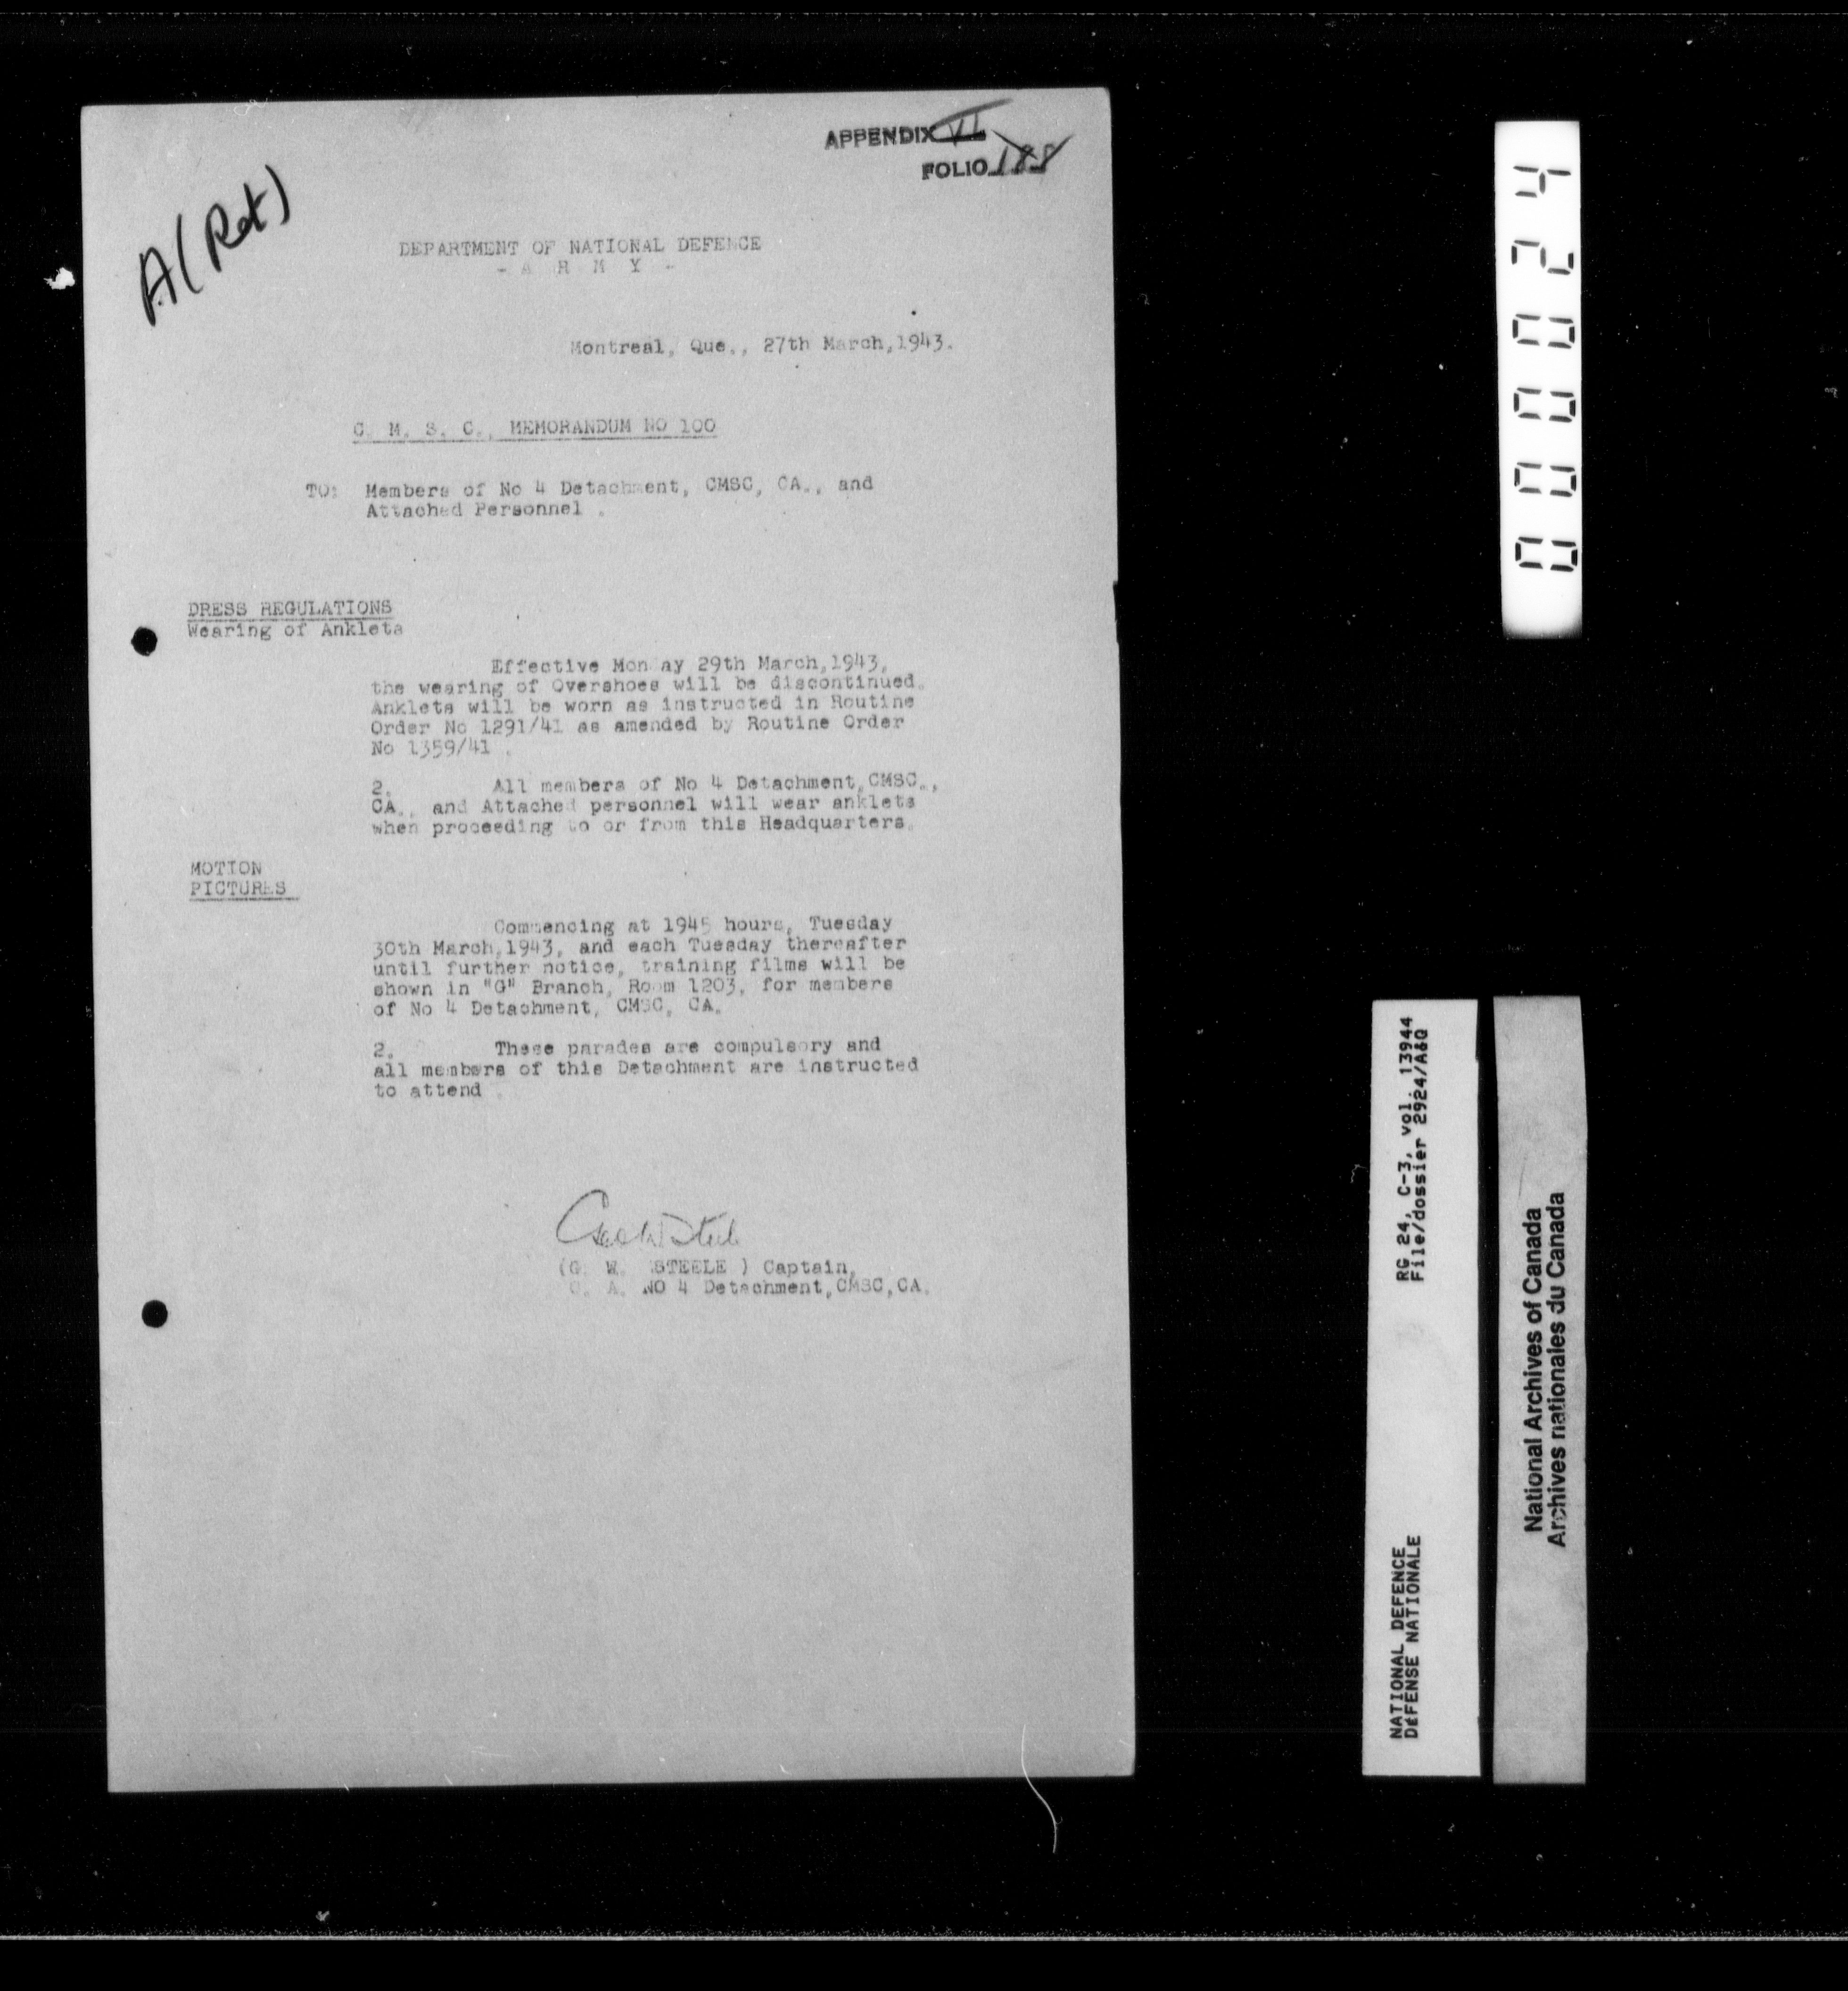 APPENDIX VI
FOLIO 188
A (Ret)
DEPARTMENT OF NATIONAL DEFENCE
- A R M Y -
Montreal, Que., 27th March,1943.
C. M. S. C., MEMORANDUM NO 100
TO: Members of No 4 Detachment, CMSC, CA., and
Attached Personnel .
DRESS REGULATIONS
Wearing of Anklets
Effective Mon ay 29th March,1943,
the wearing of Overshoes will be discontinued.
Anklets will be worn as instructed in Routine
Order No 1291/41 as amended by Routine Order
No 1359/41 .
2. All members of No 4 Detachment,CMSC.,
CA., and Attached personnel will wear anklets
when proceeding to or from this Headquarters.
MOTION
PICTURES
Commencing at 1945 hours, Tuesday
30th March,1943, and each Tuesday thereafter
until further notice, training films will be
shown in "G" Branch, Room 1203, for members
of No 4 Detachment, CMSC, CA.
2. These parades are compulsory and
all members of this Detachment are instructed
to attend .
(G. W. STEELE ) Captain,
A. NO 4 Detachment,CMSC,CA.
000024
RG 24, C-3, vol. 13944
File/dossier 2924/A&Q
NATIONAL DEFENCE
DéFENSE NATIONALE
National Archives of Canada
Archives nationales du Canada